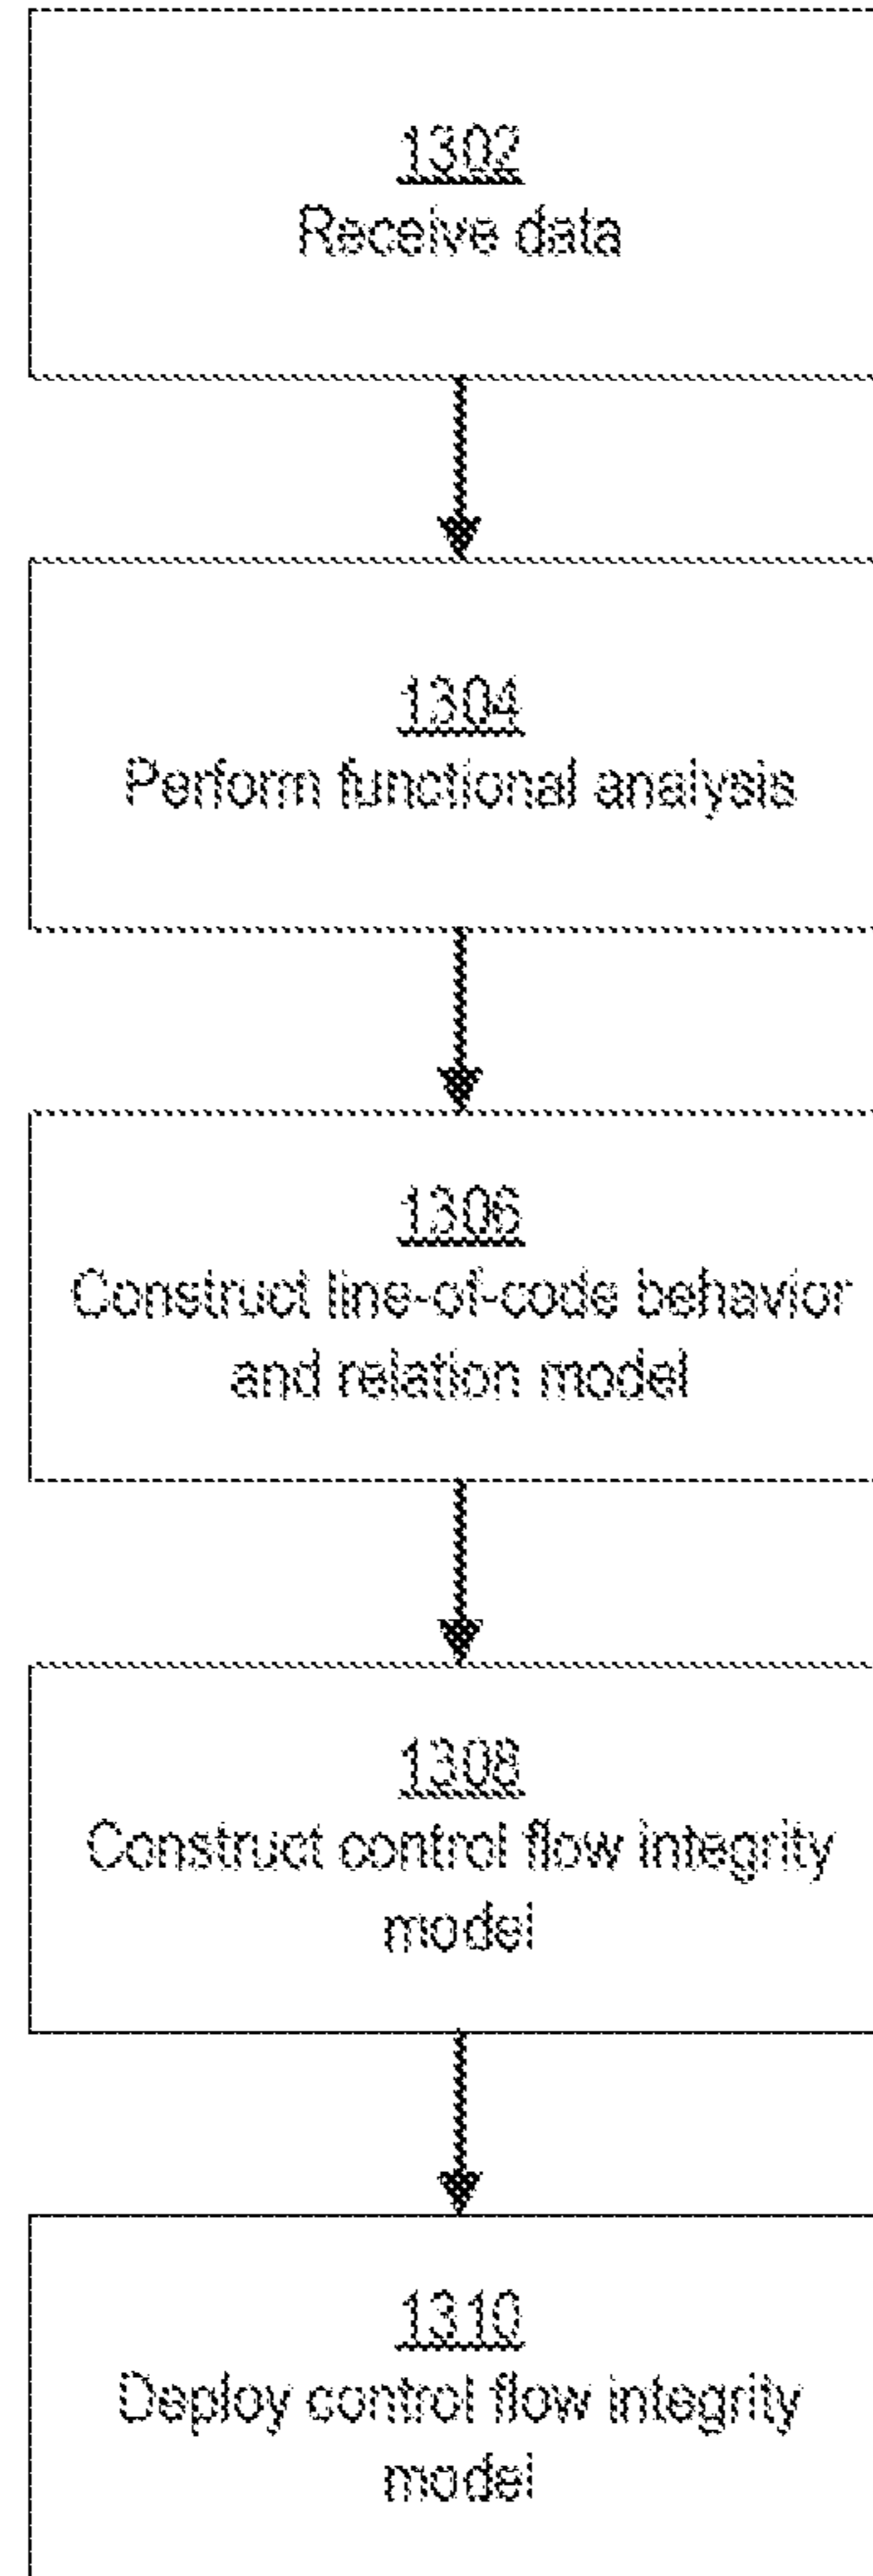 1302
Receive data
1304
Perform functional analysis
1306
Construct line-of-code behavior
and relation model
1308
Construct control flow integrity
model
1310
Deploy control flow integrity
model